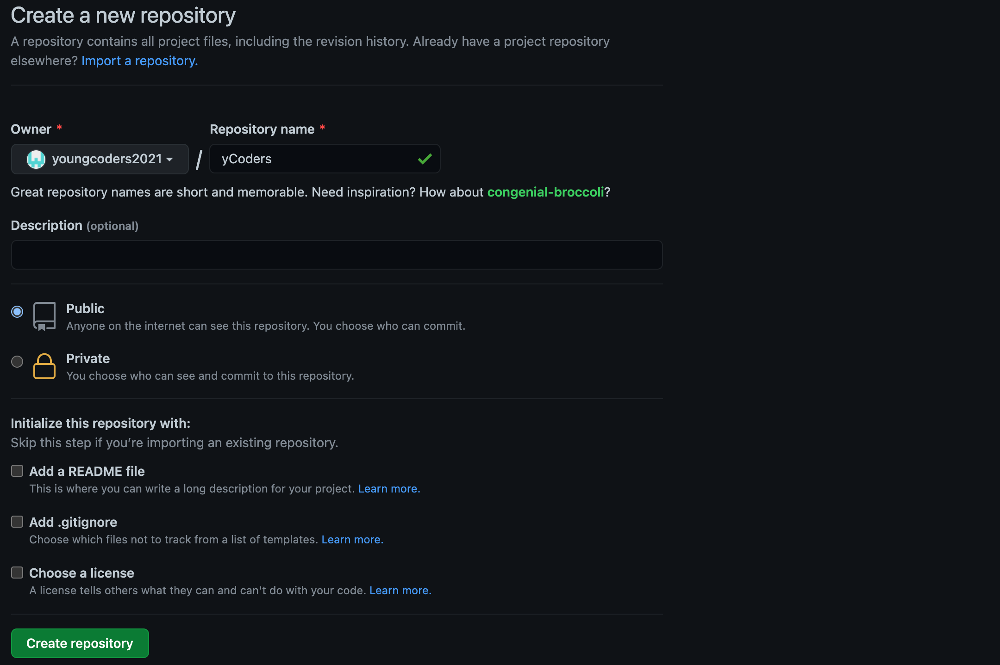 Create a new repository
A repository contains all project files, including the revision history. Already have a project repository
elsewhere? Import a repository.
Owner *
Repository name *
youngcoders2021 / yCoders
Great repository names are short and memorable. Need inspiration? How about congenial-broccoli?
Description (optional)
Public
Anyone on the internet can see this repository. You choose who can commit.
Private
You choose who can see and commit to this repository.
Initialize this repository with:
Skip this step if you’re importing an existing repository.
Add a README file
This is where you can write a long description for your project. Learn more.
Add .gitignore
Choose which files not to track from a list of templates. Learn more.
Choose a license
A license tells others what they can and can't do with your code. Learn more.
Create repository